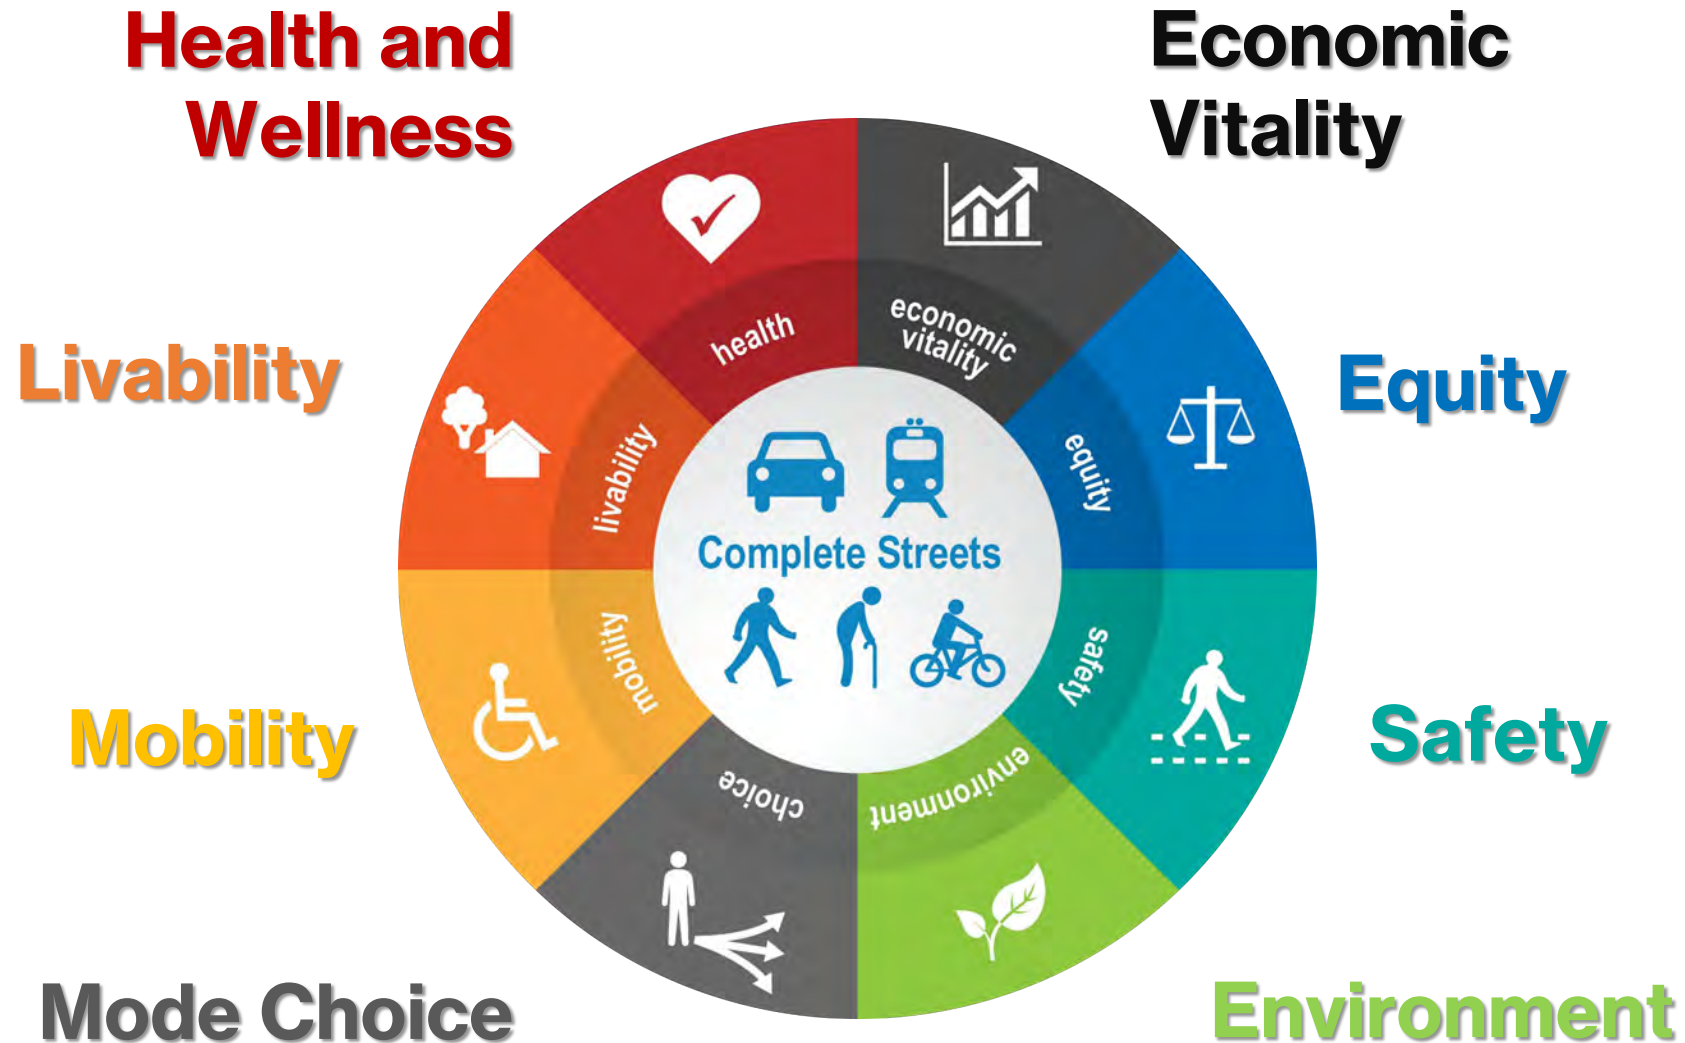 Health and
Wellness
Economic
Vitality
health
economic
vitality
Livability
Equity
livability
equity
Complete Streets
mobility
safety
Mobility
Safety
choice
environment
Mode Choice
Environment